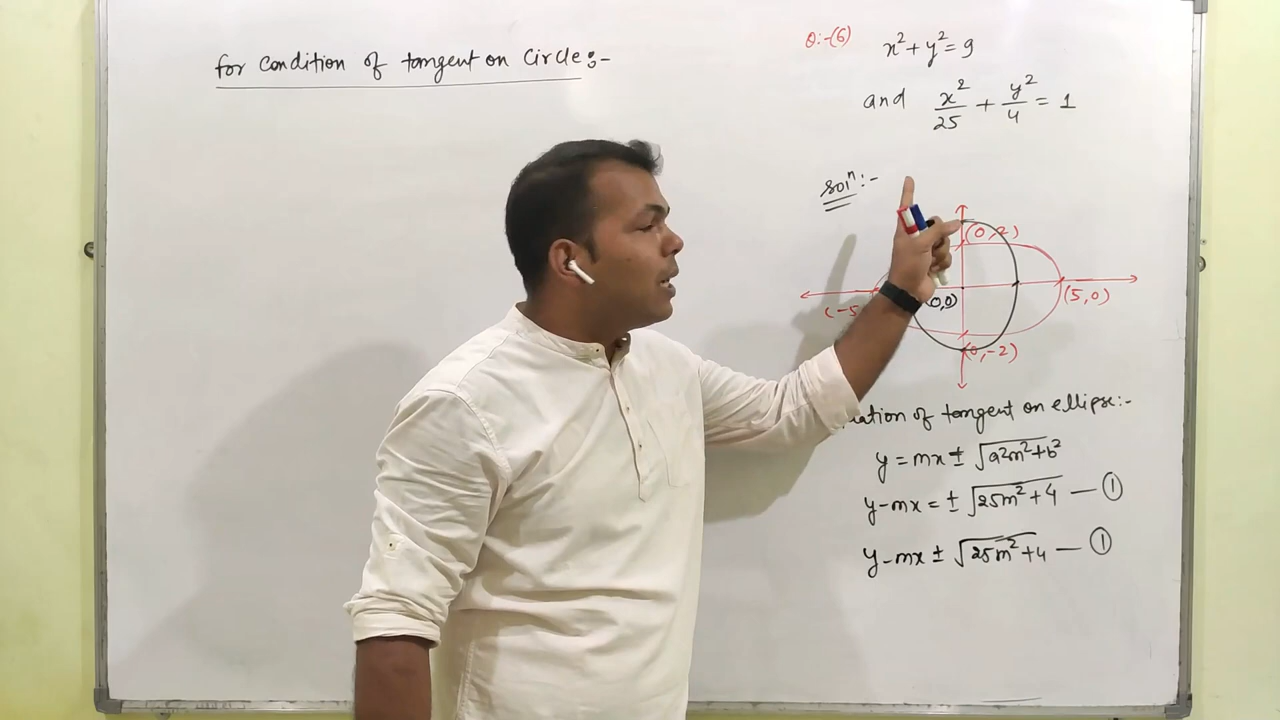 for condition of tangent on Circle:-
Q:-(6) x²+y²=9
and x²/25 + y²/4 = 1
solⁿ:-
(0,2)
(-5
(0,0)
(5,0)
(0,-2)
of tangent on ellipse:-
y=mx±√a²m²+b²
y-mx=±√25m²+4 — ①
y-mx±√25m²+4 — ①